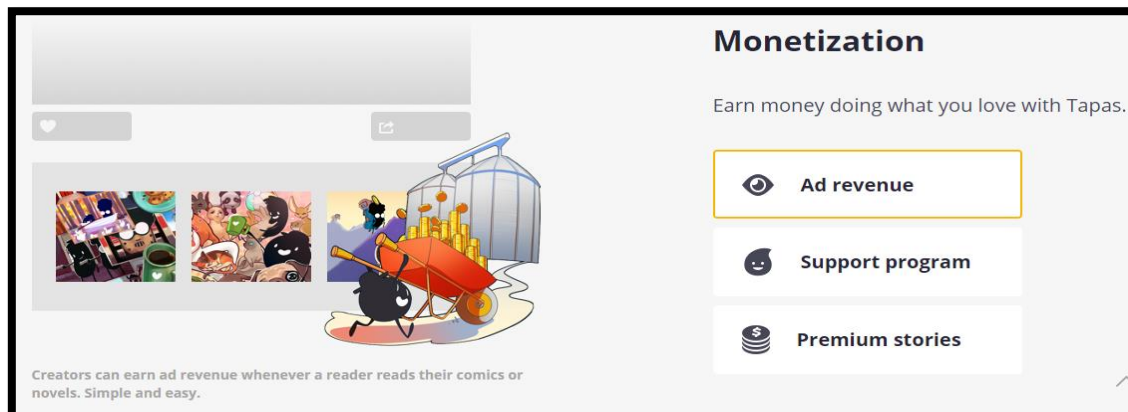 Monetization
Earn money doing what you love with Tapas.
Ad revenue
Support program
$
Premium stories
Creators can earn ad revenue whenever a reader reads their comics or
novels. Simple and easy.